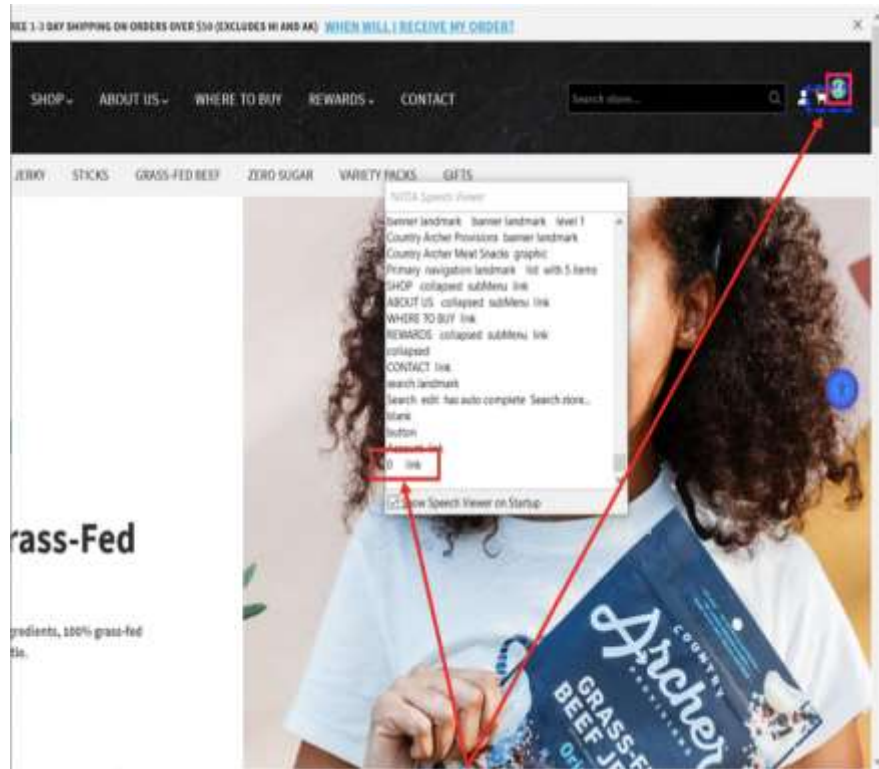 REE 1-3 DAY SHIPPING ON ORDERS OVER $50 (EXCLUDES HI AND AK) WHEN WILL I RECEIVE MY ORDER?
SHOP ABOUT US WHERE TO BUY REWARDS CONTACT Search store...
JERKY STICKS GRASS-FED BEEF ZERO SUGAR VARIETY PACKS GIFTS
NVDA Speech Viewer
banner landmark banner landmark level 1
Country Archer Provisions banner landmark
Country Archer Meat Snacks graphic
Primary navigation landmark list with 5 items
SHOP collapsed subMenu link
ABOUT US collapsed subMenu link
WHERE TO BUY link
REWARDS collapsed subMenu link
collapsed
CONTACT link
search landmark
Search edit has auto complete Search store...
blank
button
Account link
0 link
Show Speech Viewer on Startup
rass-Fed
gredients, 100% grass-fed
tio.
COUNTRY
Archer
PROVISIONS
GRASS-F
BEEF JE
Ori